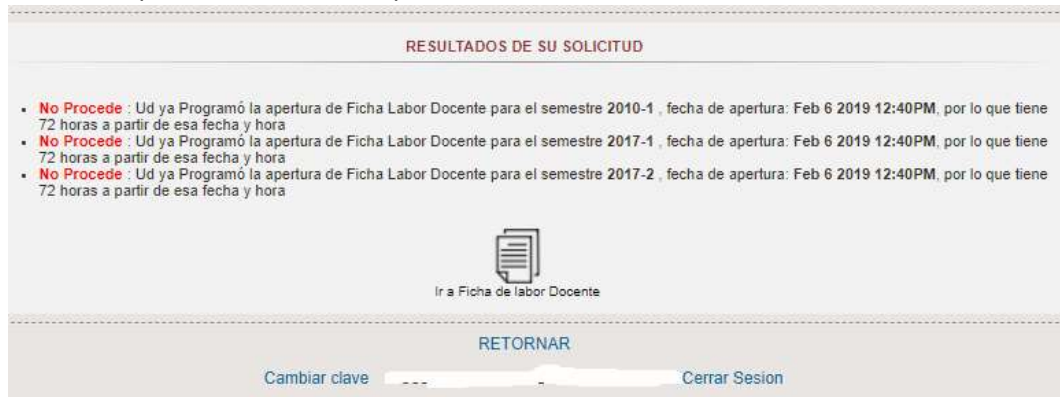 RESULTADOS DE SU SOLICITUD
No Procede : Ud ya Programó la apertura de Ficha Labor Docente para el semestre 2010-1 , fecha de apertura: Feb 6 2019 12:40PM, por lo que tiene
72 horas a partir de esa fecha y hora
No Procede : Ud ya Programó la apertura de Ficha Labor Docente para el semestre 2017-1 , fecha de apertura: Feb 6 2019 12:40PM, por lo que tiene
72 horas a partir de esa fecha y hora
No Procede : Ud ya Programó la apertura de Ficha Labor Docente para el semestre 2017-2 , fecha de apertura: Feb 6 2019 12:40PM, por lo que tiene
72 horas a partir de esa fecha y hora
Ir a Ficha de labor Docente
RETORNAR
Cambiar clave Cerrar Sesion